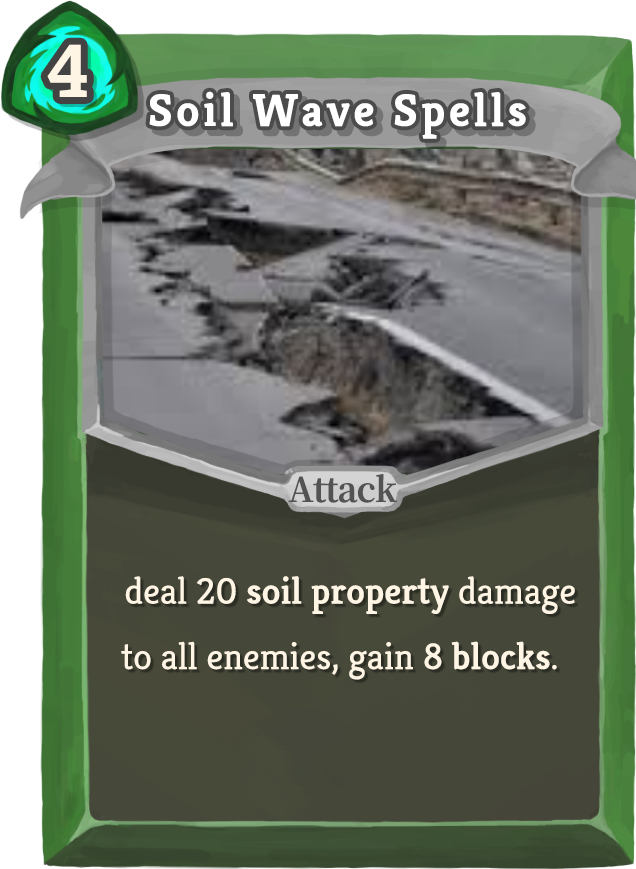 4
Soil Wave Spells
Attack
deal 20 soil property damage
to all enemies, gain 8 blocks.